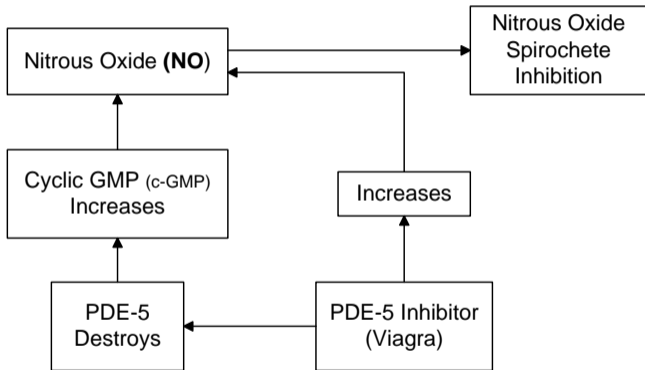 Nitrous Oxide (NO)
Nitrous Oxide
Spirochete
Inhibition
Cyclic GMP (c-GMP)
Increases
Increases
PDE-5
Destroys
PDE-5 Inhibitor
(Viagra)